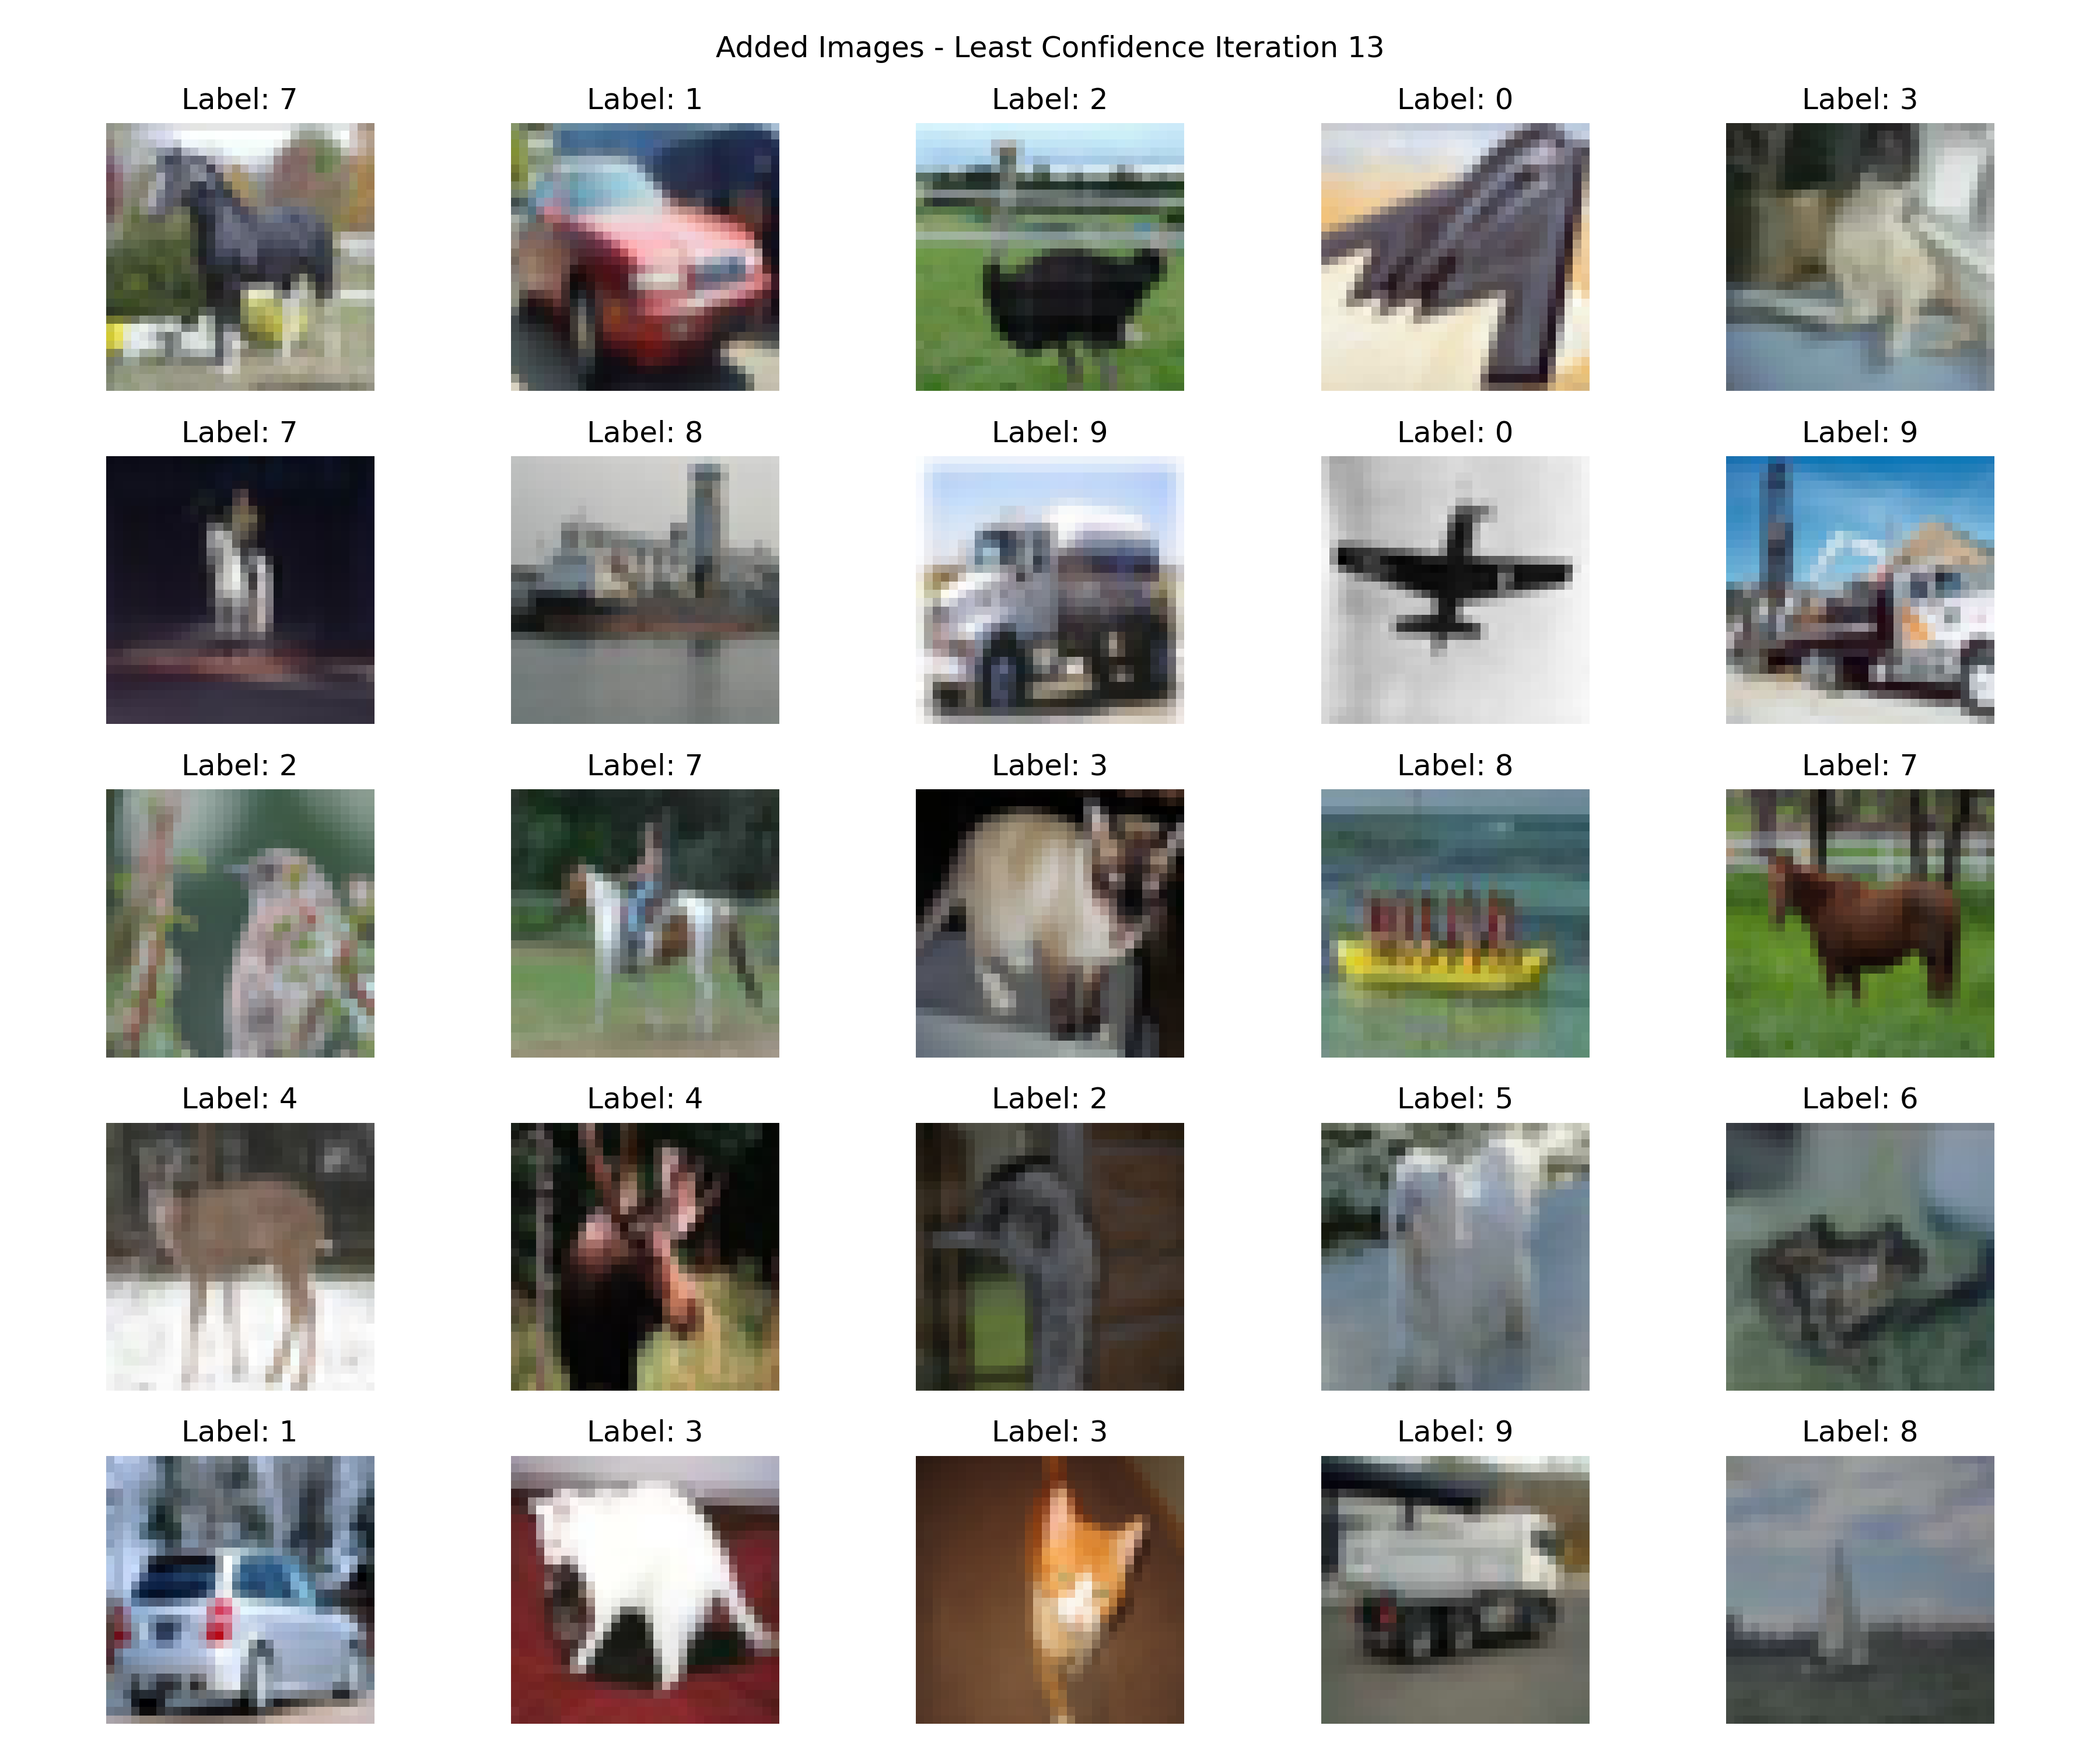 Added Images - Least Confidence Iteration 13
Label: 7 Label: 1 Label: 2 Label: 0 Label: 3
Label: 7 Label: 8 Label: 9 Label: 0 Label: 9
Label: 2 Label: 7 Label: 3 Label: 8 Label: 7
Label: 4 Label: 4 Label: 2 Label: 5 Label: 6
Label: 1 Label: 3 Label: 3 Label: 9 Label: 8